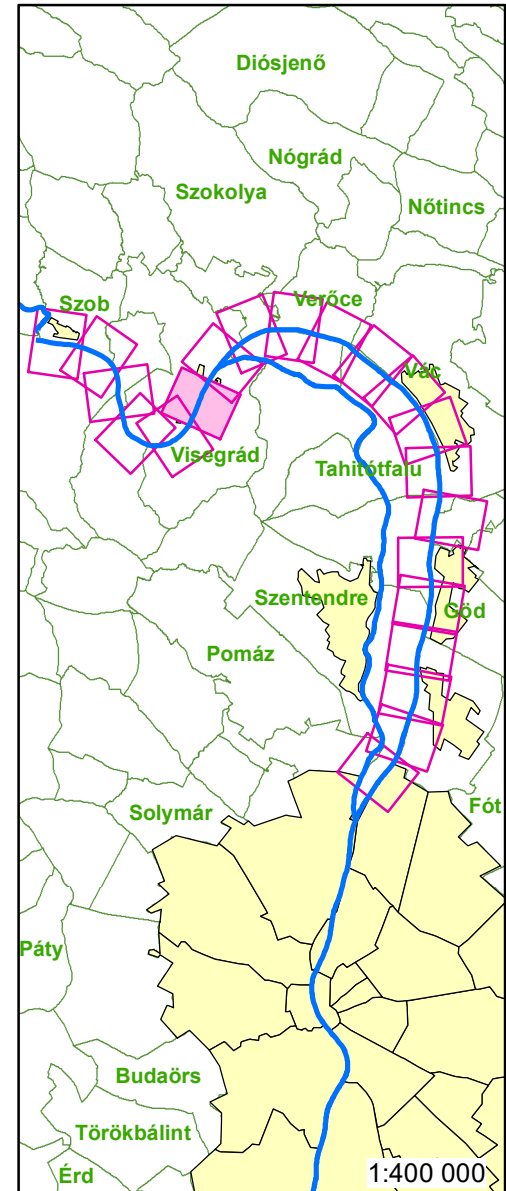 Diósjenő
Nógrád
Szokolya
Nőtincs
Szob
Verőce
Vác
Visegrád
Tahitótfalu
Szentendre
Göd
Pomáz
Solymár
Fót
Páty
Budaörs
Törökbálint
Érd
1:400 000